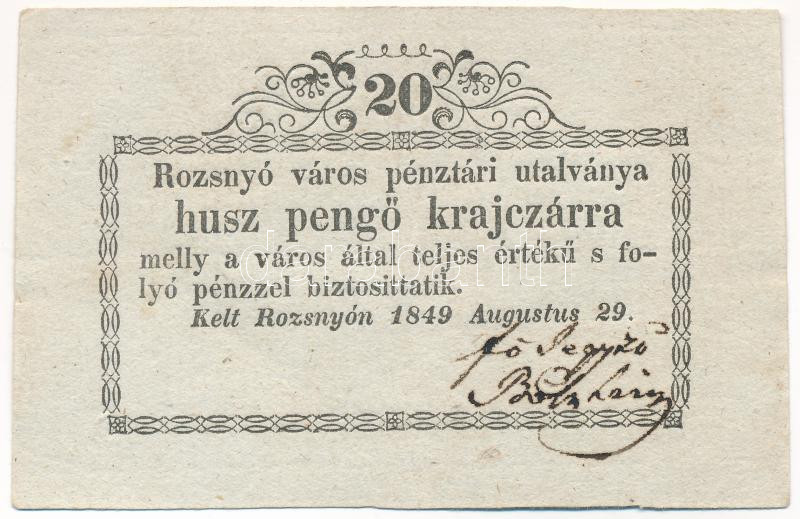 20
Rozsnyó város pénztári utalványa
husz pengő krajczárra
melly a város által teljes értékű s fo-
lyó pénzzel biztosittatik.
Kelt Rozsnyón 1849 Augustus 29.
fő Jegyző